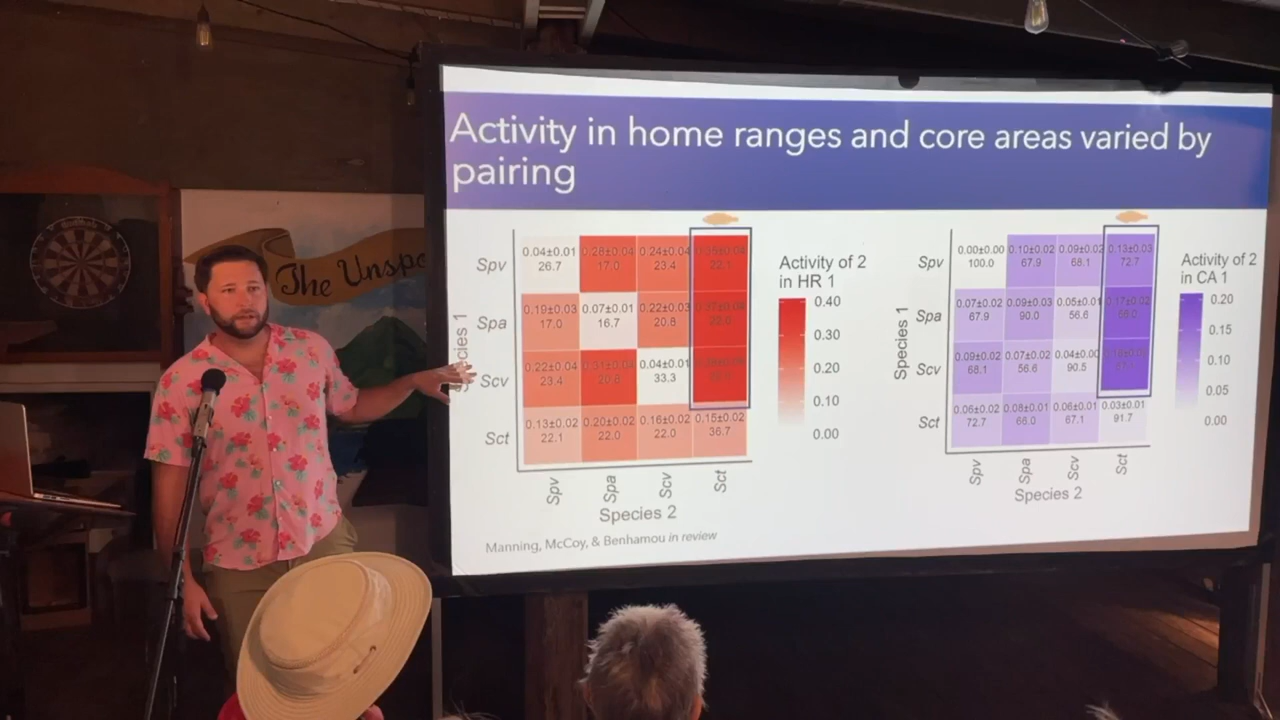 Activity in home ranges and core areas varied by
pairing
The Unspo
Species 1
Spv
0.04±0.01 0.28±0.04 0.24±0.04
26.7 17.0 23.4 22.1
Spa
0.19±0.03 0.07±0.01 0.22±0.03
17.0 16.7 20.8 22.0
Scv
0.22±0.04 0.04±0.01
23.4 20.8 33.3
Sct
0.13±0.02 0.20±0.02 0.16±0.02 0.15±0.02
22.1 22.0 22.0 36.7
Spv Spa Scv Sct
Species 2
Activity of 2
in HR 1
0.40
0.30
0.20
0.10
0.00
Species 1
Spv
0.00±0.00 0.10±0.02 0.09±0.02 0.13±0.03
100.0 67.9 68.1 72.7
Spa
0.07±0.02 0.09±0.03 0.05±0.01 0.17±0.02
67.9 90.0 56.6 66.0
Scv
0.09±0.02 0.07±0.02 0.04±0.00
68.1 56.6 90.5
Sct
0.06±0.02 0.08±0.01 0.06±0.01 0.03±0.01
72.7 66.0 67.1 91.7
Spv Spa Scv Sct
Species 2
Activity of 2
in CA 1
0.20
0.15
0.10
0.05
0.00
Manning, McCoy, & Benhamou in review